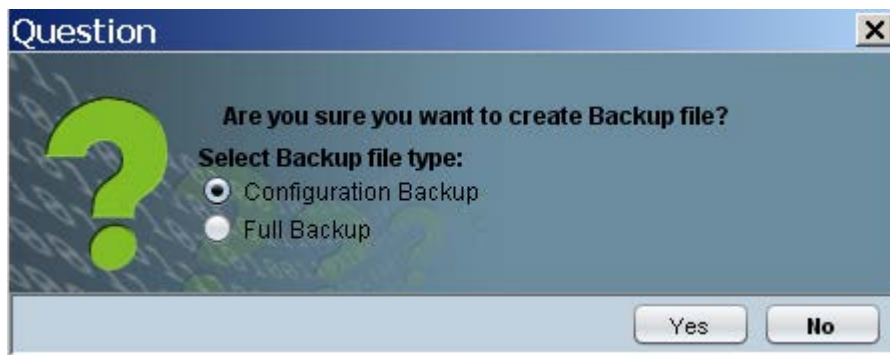 Question
Are you sure you want to create Backup file?
Select Backup file type:
Configuration Backup
Full Backup
Yes
No